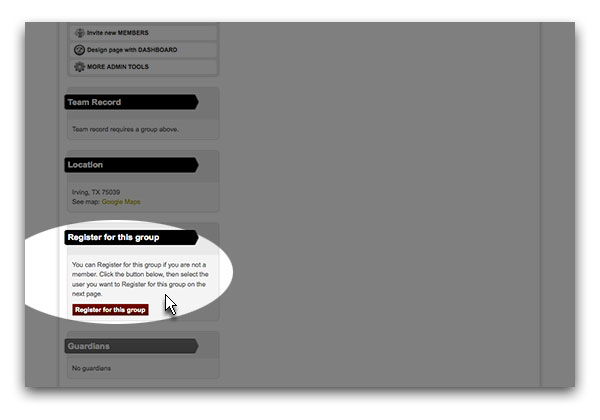 Invite new MEMBERS
Design page with DASHBOARD
MORE ADMIN TOOLS
Team Record
Team record requires a group above.
Location
Irving, TX 75039
See map: Google Maps
Register for this group
You can Register for this group if you are not a
member. Click the button below, then select the
user you want to Register for this group on the
next page.
Register for this group
Guardians
No guardians